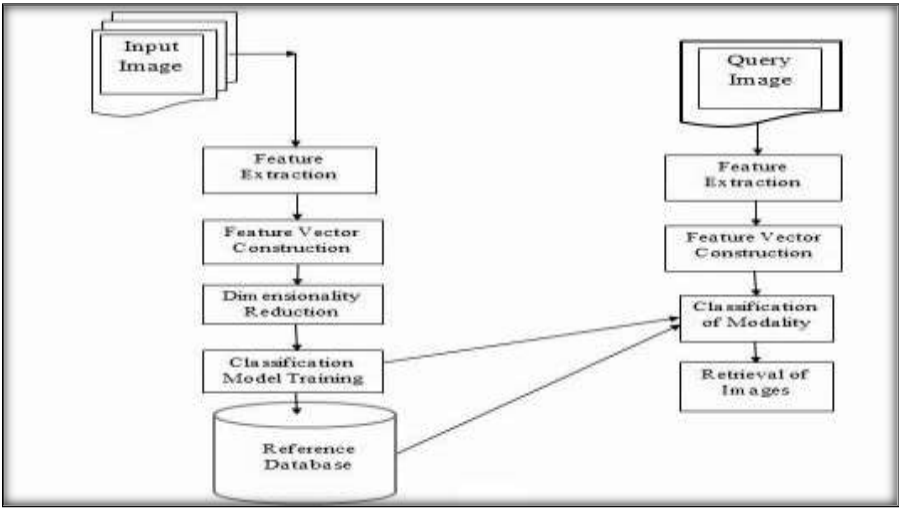 Input
Image
Feature
Extraction
Feature Vector
Construction
Dimensionality
Reduction
Classification
Model Training
Reference
Database
Query
Image
Feature
Extraction
Feature Vector
Construction
Classification
of Modality
Retrieval of
Images